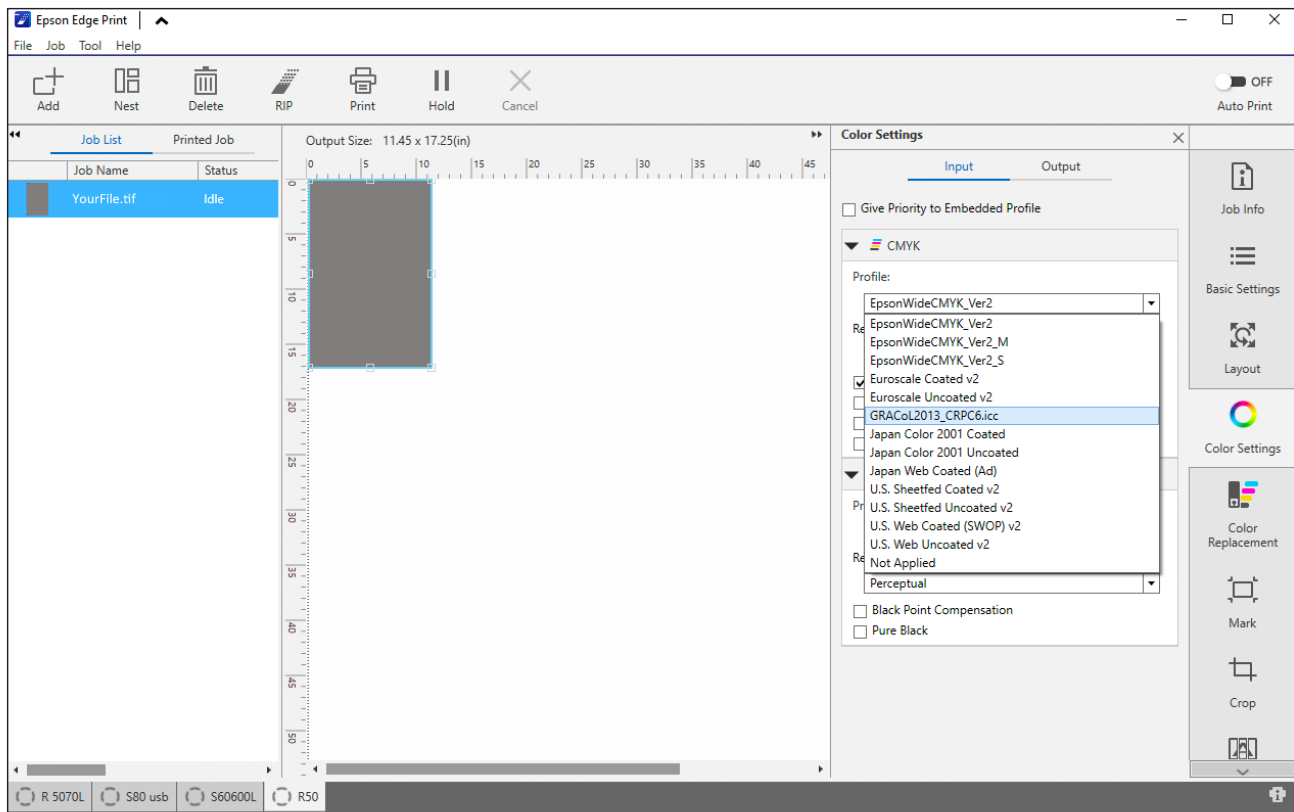 Epson Edge Print
File Job Tool Help
Add Nest Delete RIP Print Hold Cancel
OFF
Auto Print
Job List Printed Job
Job Name Status
YourFile.tif Idle
Output Size: 11.45 x 17.25(in)
0 5 10 15 20 25 30 35 40 45
0
5
10
15
20
25
30
35
40
45
50
Color Settings
Input Output
Give Priority to Embedded Profile
CMYK
Profile:
EpsonWideCMYK_Ver2
Re
EpsonWideCMYK_Ver2
EpsonWideCMYK_Ver2_M
EpsonWideCMYK_Ver2_S
Euroscale Coated v2
Euroscale Uncoated v2
GRACoL2013_CRPC6.icc
Japan Color 2001 Coated
Japan Color 2001 Uncoated
Japan Web Coated (Ad)
U.S. Sheetfed Coated v2
U.S. Sheetfed Uncoated v2
U.S. Web Coated (SWOP) v2
U.S. Web Uncoated v2
Not Applied
Pr
Re
Perceptual
Black Point Compensation
Pure Black
Job Info
Basic Settings
Layout
Color Settings
Color
Replacement
Mark
Crop
R 5070L S80 usb S60600L R50